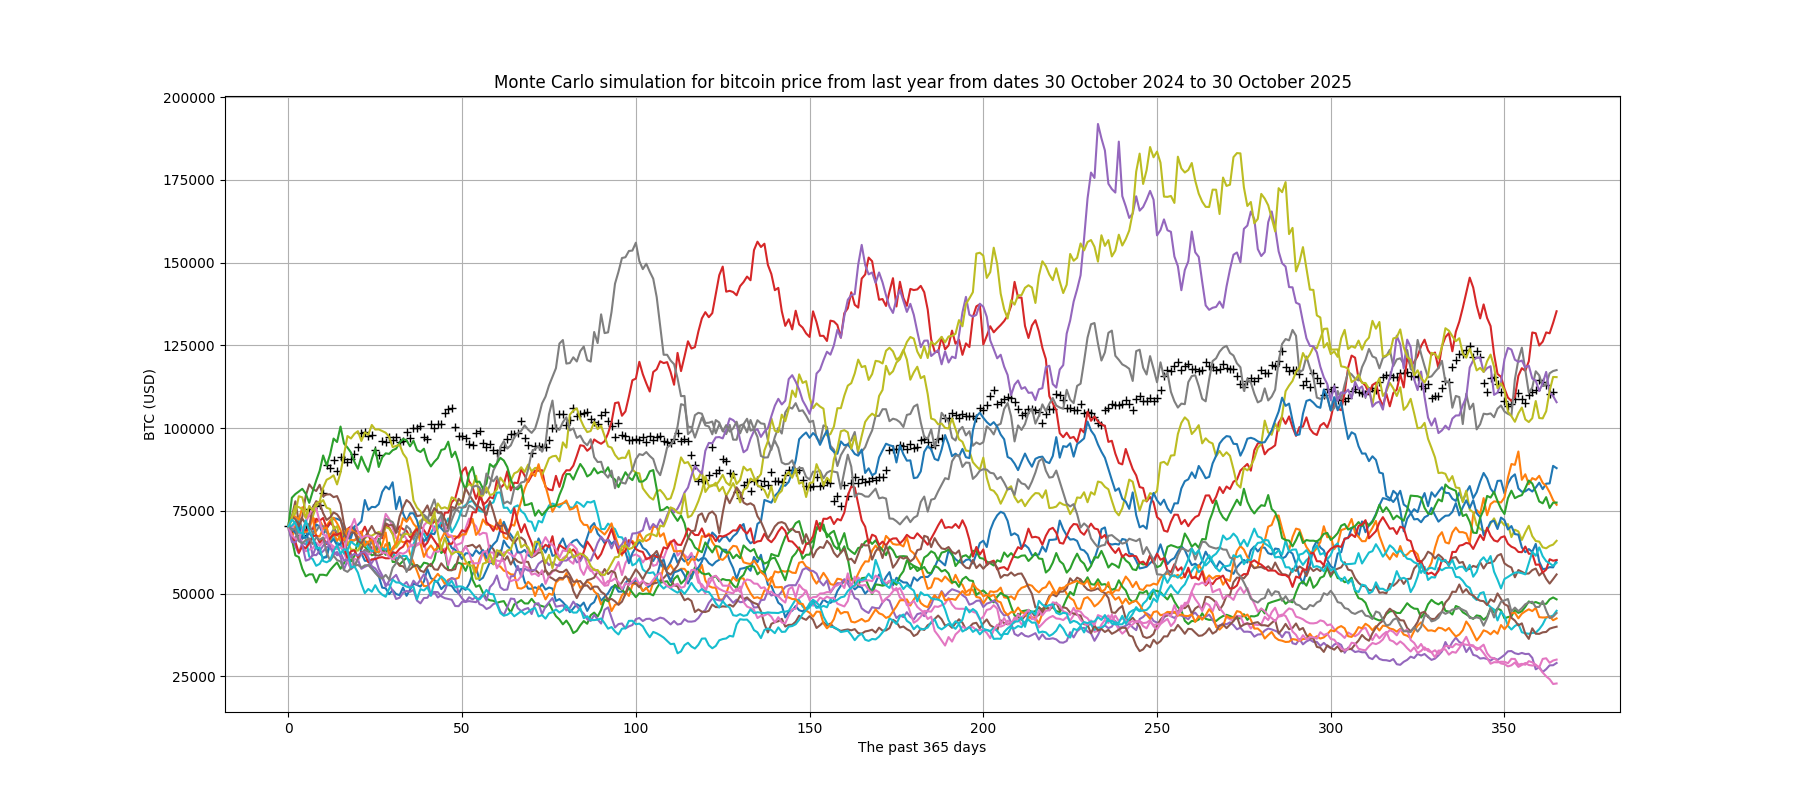 Monte Carlo simulation for bitcoin price from last year from dates 30 October 2024 to 30 October 2025
200000
175000
150000
125000
100000
75000
50000
25000
BTC (USD)
0 50 100 150 200 250 300 350
The past 365 days